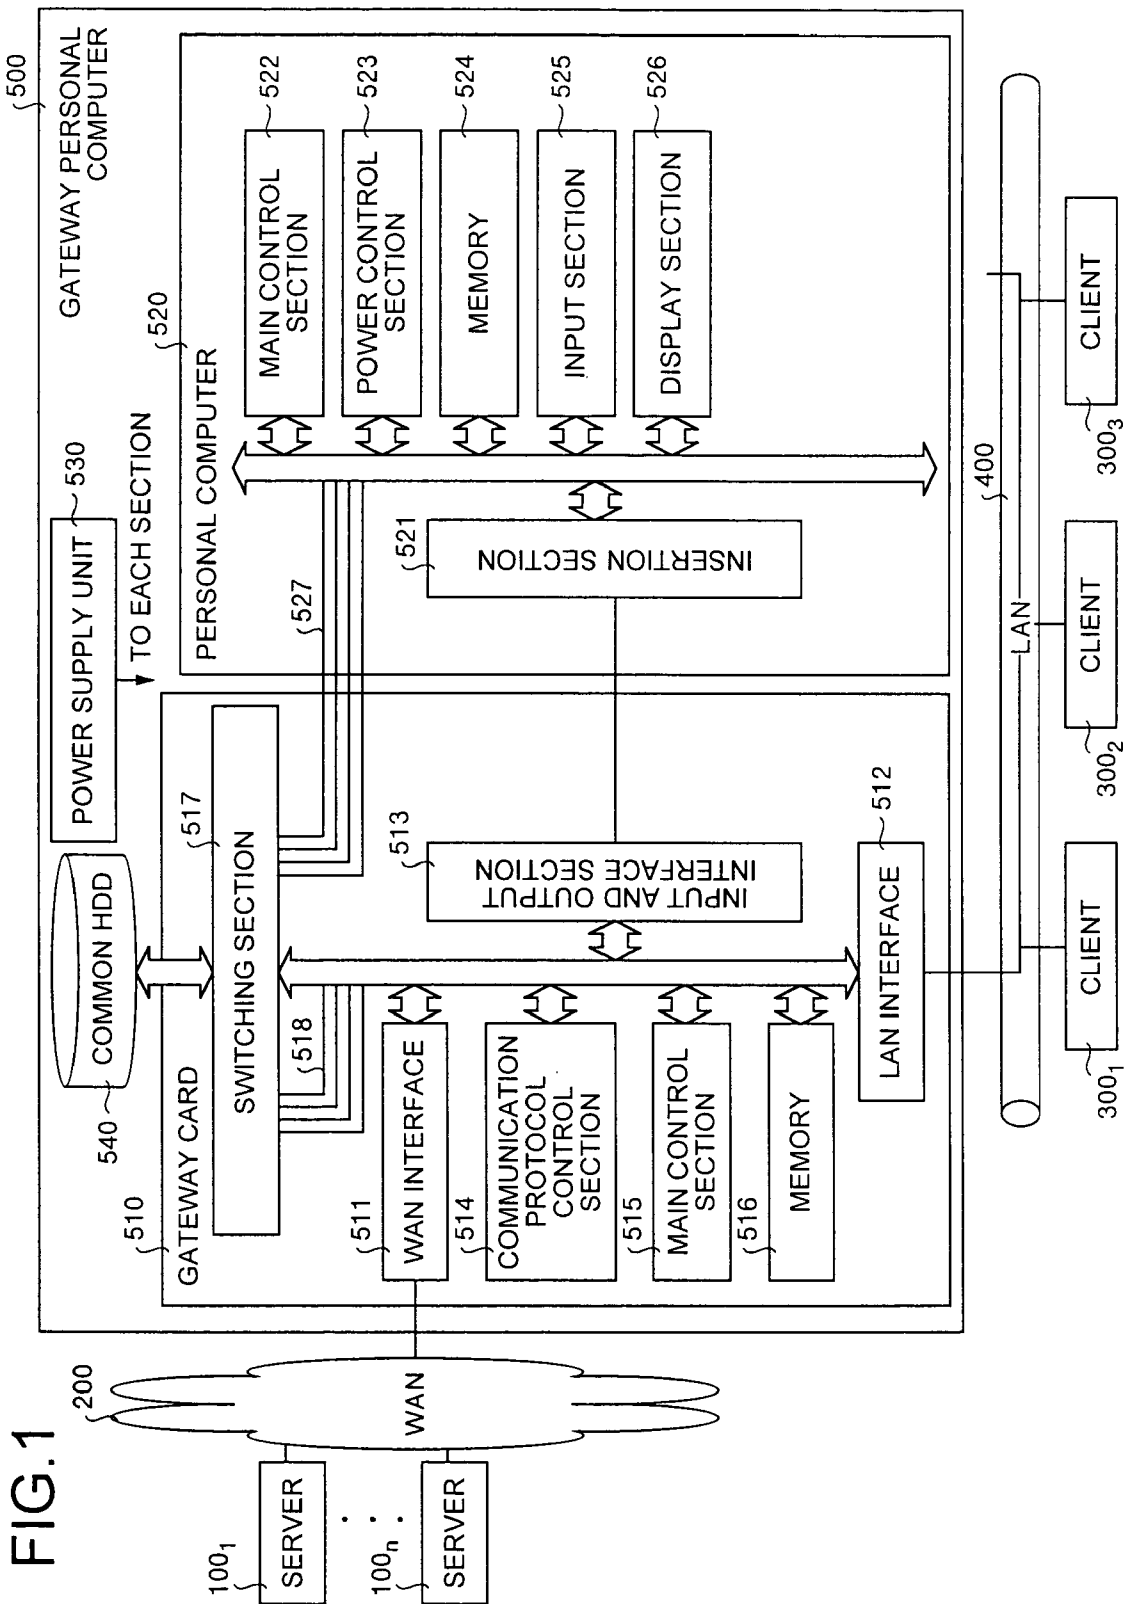 FIG.1
500
GATEWAY PERSONAL
COMPUTER
540
COMMON HDD
POWER SUPPLY UNIT
530
TO EACH SECTION
510
GATEWAY CARD
517
SWITCHING SECTION
518
527
511
WAN INTERFACE
514
COMMUNICATION
PROTOCOL
CONTROL
SECTION
515
MAIN CONTROL
SECTION
516
MEMORY
513
INPUT AND OUTPUT
INTERFACE SECTION
512
LAN INTERFACE
520
PERSONAL COMPUTER
521
INSERTION SECTION
MAIN CONTROL
SECTION
522
POWER CONTROL
SECTION
523
MEMORY
524
INPUT SECTION
525
DISPLAY SECTION
526
200
WAN
100₁
SERVER
100ₙ
SERVER
400
LAN
CLIENT
300₁
CLIENT
300₂
CLIENT
300₃